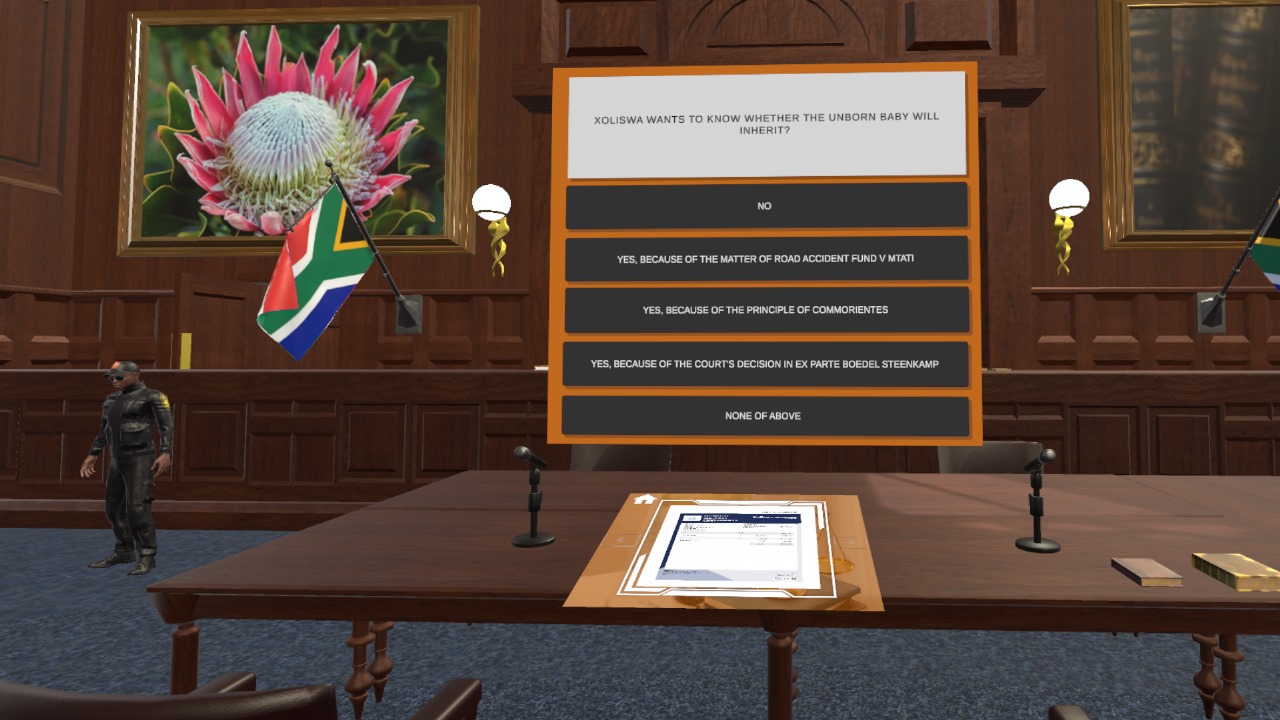 XOLISWA WANTS TO KNOW WHETHER THE UNBORN BABY WILL
INHERIT?
NO
YES, BECAUSE OF THE MATTER OF ROAD ACCIDENT FUND V MTATI
YES, BECAUSE OF THE PRINCIPLE OF COMMORIENTES
YES, BECAUSE OF THE COURT'S DECISION IN EX PARTE BOEDEL STEENKAMP
NONE OF ABOVE